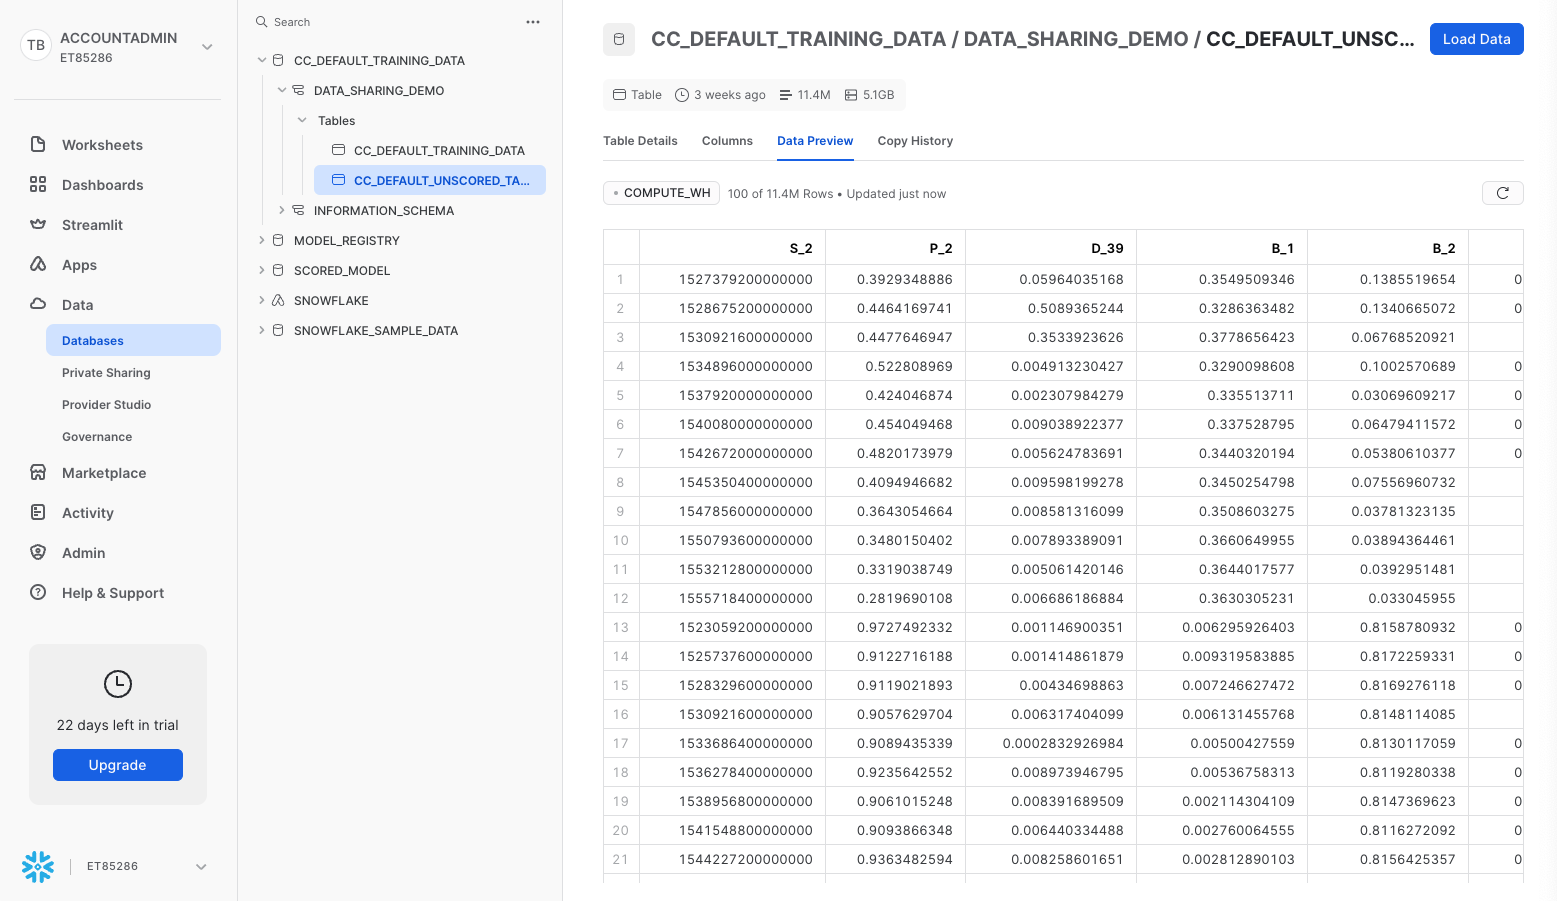 TB
ACCOUNTADMIN
ET85286
Worksheets
Dashboards
Streamlit
Apps
Data
Databases
Private Sharing
Provider Studio
Governance
Marketplace
Activity
Admin
Help & Support
22 days left in trial
Upgrade
ET85286
Search
CC_DEFAULT_TRAINING_DATA
DATA_SHARING_DEMO
Tables
CC_DEFAULT_TRAINING_DATA
CC_DEFAULT_UNSCORED_TA...
INFORMATION_SCHEMA
MODEL_REGISTRY
SCORED_MODEL
SNOWFLAKE
SNOWFLAKE_SAMPLE_DATA
CC_DEFAULT_TRAINING_DATA / DATA_SHARING_DEMO / CC_DEFAULT_UNSC...
Load Data
Table 3 weeks ago 11.4M 5.1GB
Table Details Columns Data Preview Copy History
COMPUTE_WH 100 of 11.4M Rows • Updated just now
S_2 P_2 D_39 B_1 B_2
1 1527379200000000 0.3929348886 0.05964035168 0.3549509346 0.1385519654 0
2 1528675200000000 0.4464169741 0.5089365244 0.3286363482 0.1340665072 0
3 1530921600000000 0.4477646947 0.3533923626 0.3778656423 0.06768520921
4 1534896000000000 0.522808969 0.004913230427 0.3290098608 0.1002570689 0
5 1537920000000000 0.424046874 0.002307984279 0.335513711 0.03069609217 0
6 1540080000000000 0.454049468 0.009038922377 0.337528795 0.06479411572 0
7 1542672000000000 0.4820173979 0.005624783691 0.3440320194 0.05380610377 0
8 1545350400000000 0.4094946682 0.009598199278 0.3450254798 0.07556960732
9 1547856000000000 0.3643054664 0.008581316099 0.3508603275 0.03781323135
10 1550793600000000 0.3480150402 0.007893389091 0.3660649955 0.03894364461
11 1553212800000000 0.3319038749 0.005061420146 0.3644017577 0.0392951481
12 1555718400000000 0.2819690108 0.006686186884 0.3630305231 0.033045955
13 1523059200000000 0.9727492332 0.001146900351 0.006295926403 0.8158780932 0
14 1525737600000000 0.9122716188 0.001414861879 0.009319583885 0.8172259331 0
15 1528329600000000 0.9119021893 0.00434698863 0.007246627472 0.8169276118 0
16 1530921600000000 0.9057629704 0.006317404099 0.006131455768 0.8148114085
17 1533686400000000 0.9089435339 0.0002832926984 0.00500427559 0.8130117059 0
18 1536278400000000 0.9235642552 0.008973946795 0.00536758313 0.8119280338 0
19 1538956800000000 0.9061015248 0.008391689509 0.002114304109 0.8147369623 0
20 1541548800000000 0.9093866348 0.006440334488 0.002760064555 0.8116272092 0
21 1544227200000000 0.9363482594 0.008258601651 0.002812890103 0.8156425357 0